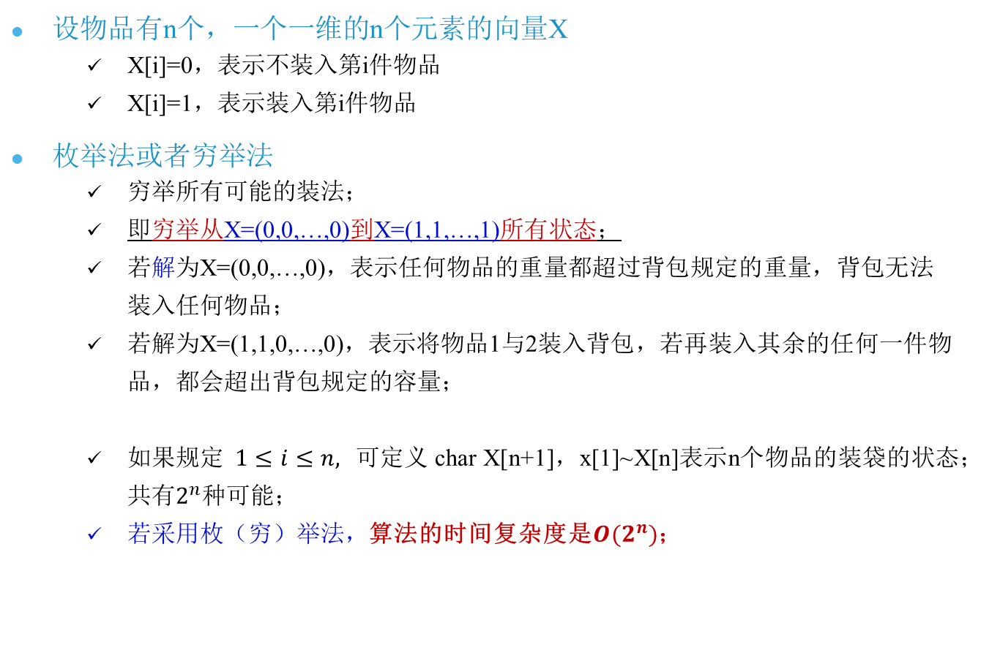 设物品有n个，一个一维的n个元素的向量X
X[i]=0，表示不装入第i件物品
X[i]=1，表示装入第i件物品
枚举法或者穷举法
穷举所有可能的装法；
即穷举从X=(0,0,…,0)到X=(1,1,…,1)所有状态；
若解为X=(0,0,…,0)，表示任何物品的重量都超过背包规定的重量，背包无法
装入任何物品；
若解为X=(1,1,0,…,0)，表示将物品1与2装入背包，若再装入其余的任何一件物
品，都会超出背包规定的容量；
如果规定 1 ≤ i ≤ n, 可定义 char X[n+1]，x[1]~X[n]表示n个物品的装袋的状态；
共有2ⁿ种可能；
若采用枚（穷）举法，算法的时间复杂度是O(2ⁿ)；